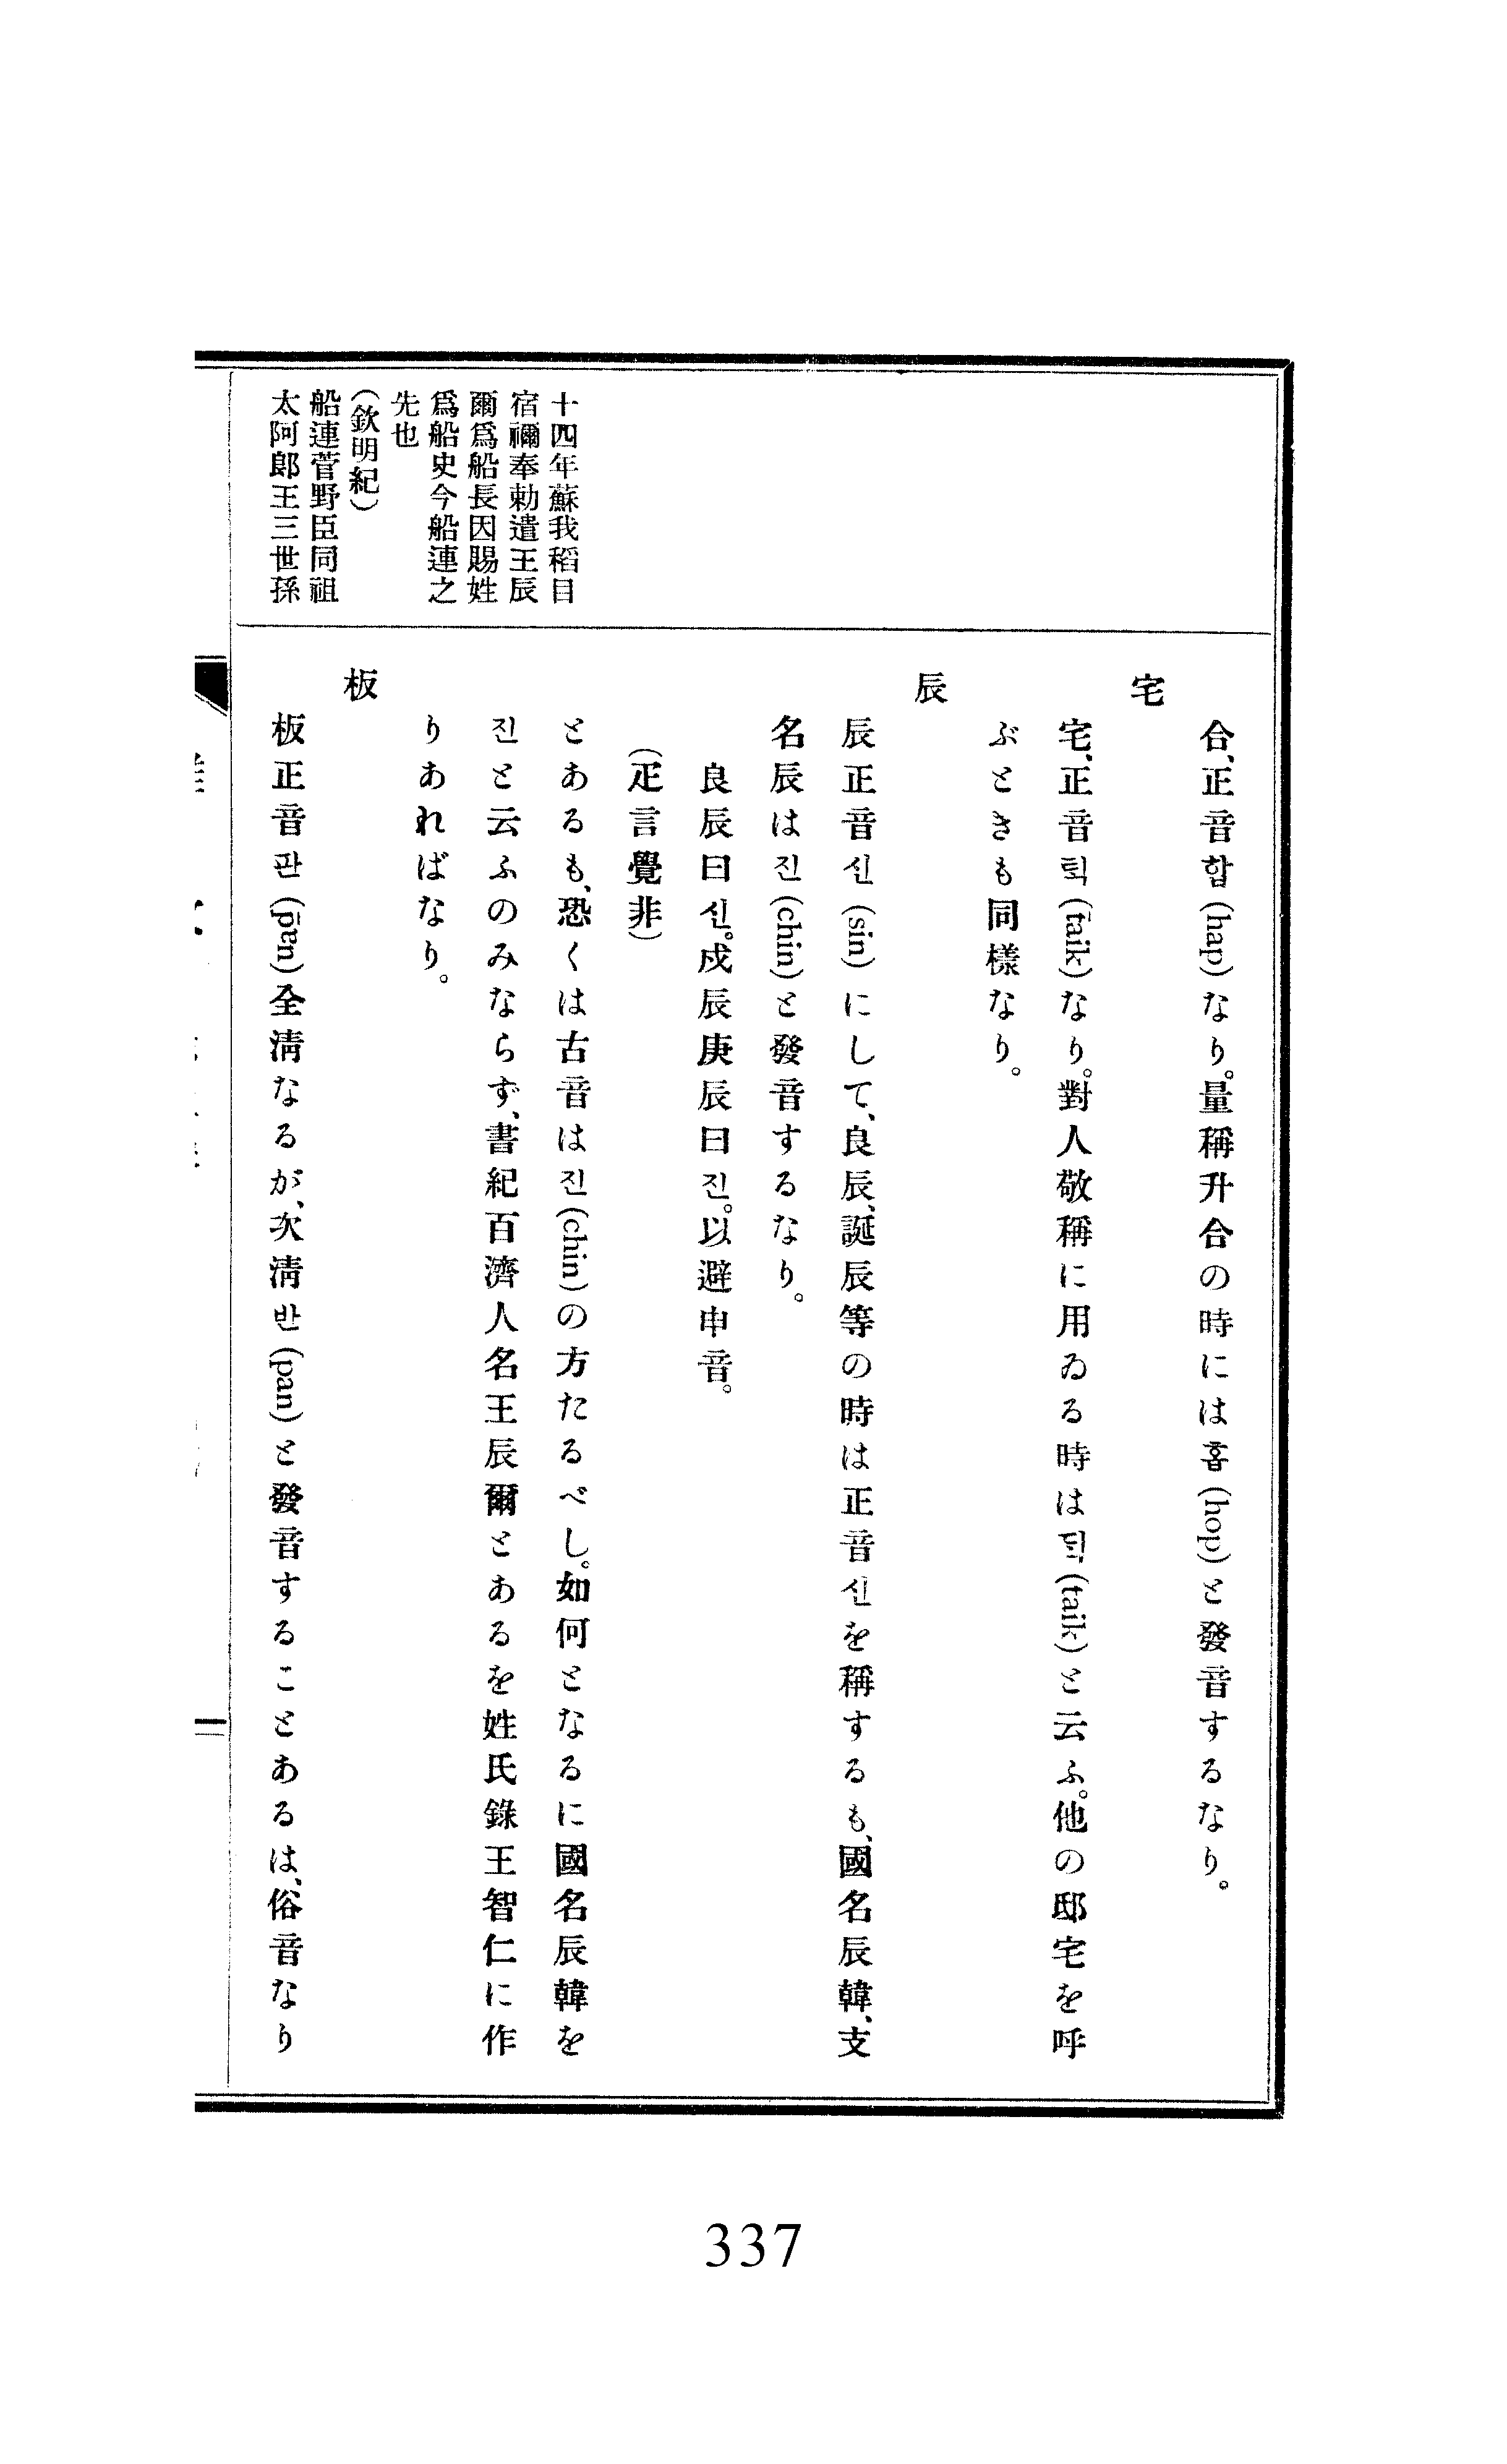 十四年蘇我稻目
宿禰奉勅遣王辰
爾爲船長因賜姓
爲船史今船連之
先也
(欽明紀)
船連菅野臣同祖
太阿郎王三世孫
合、正音합(hap)なり。量稱升合の時には홉(hop)と發音するなり。
宅
宅、正音턱(taik)なり。對人敬稱に用ゐる時は딕(taik)と云ふ。他の邸宅を呼
ぶときも同樣なり。
辰
辰正音신(sin)にして、良辰、誕辰等の時は正音신を稱するも、國名辰韓、支
名辰は진(chin)と發音するなり。
良辰曰신。戍辰庚辰曰진。以避申音。
(疋言覺非)
とあるも、恐くは古音は진(chin)の方たるべし。如何となるに國名辰韓を
진と云ふのみならず、書紀百濟人名王辰爾とあるを姓氏錄王智仁に作
りあればなり。
板
板正音판(pan)全淸なるが、次淸반(pan)と發音することあるは、俗音なり
337